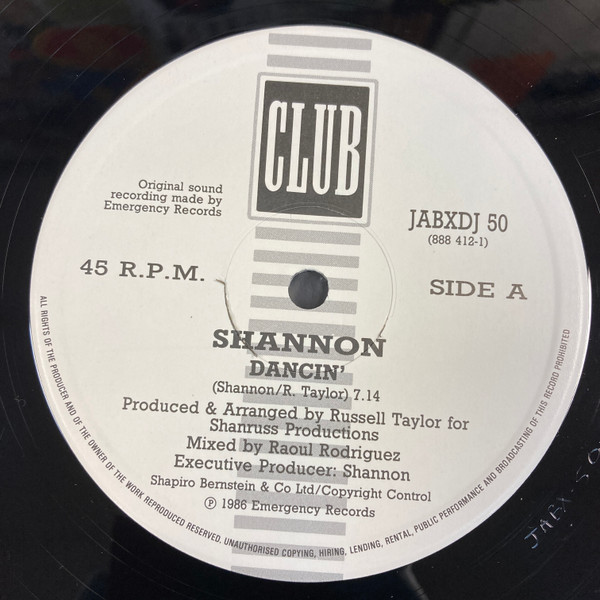 CLUB
Original sound
recording made by
Emergency Records
JABXDJ 50
(888 412-1)
45 R.P.M.
SIDE A
SHANNON
DANCIN'
(Shannon/R. Taylor) 7.14
Produced & Arranged by Russell Taylor for
Shanruss Productions
Mixed by Raoul Rodriguez
Executive Producer: Shannon
Shapiro Bernstein & Co Ltd/Copyright Control
℗ 1986 Emergency Records
ALL RIGHTS OF THE PRODUCER AND OF THE OWNER OF THE WORK REPRODUCED RESERVED. UNAUTHORISED COPYING, HIRING, LENDING, RENTAL, PUBLIC PERFORMANCE AND BROADCASTING OF THIS RECORD PROHIBITED
JABX